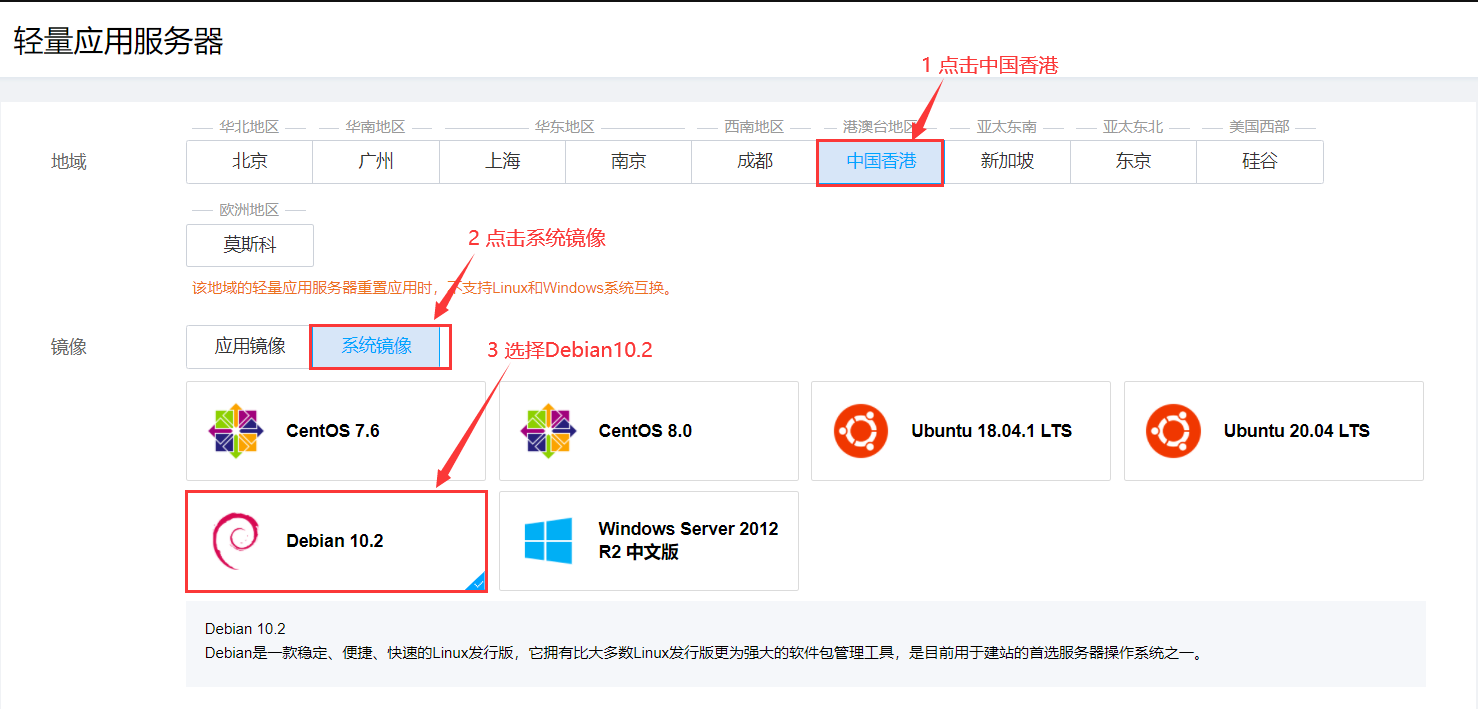 轻量应用服务器
1 点击中国香港
华北地区 华南地区 华东地区 西南地区 港澳台地区 亚太东南 亚太东北 美国西部
地域 北京 广州 上海 南京 成都 中国香港 新加坡 东京 硅谷
欧洲地区
莫斯科
2 点击系统镜像
该地域的轻量应用服务器重置应用时，不支持Linux和Windows系统互换。
镜像 应用镜像 系统镜像
3 选择Debian10.2
CentOS 7.6 CentOS 8.0 Ubuntu 18.04.1 LTS Ubuntu 20.04 LTS
Debian 10.2 Windows Server 2012
R2 中文版
Debian 10.2
Debian是一款稳定、便捷、快速的Linux发行版，它拥有比大多数Linux发行版更为强大的软件包管理工具，是目前用于建站的首选服务器操作系统之一。